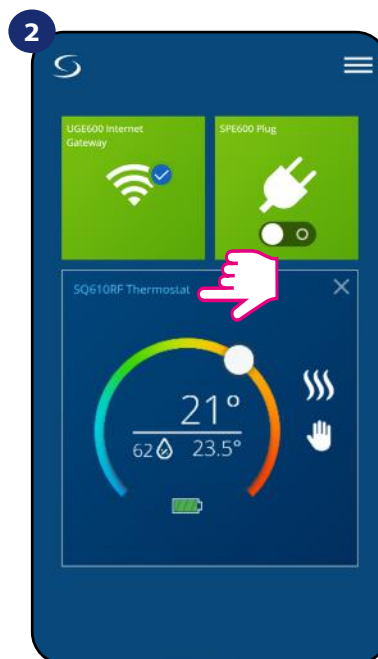 2
UGE600 Internet
Gateway
SPE600 Plug
SQ610RF Thermostat
21°
62 23.5°